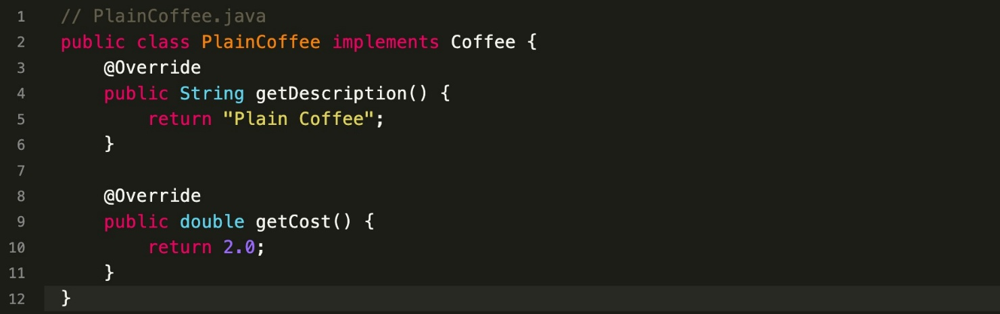 1 // PlainCoffee.java
2 public class PlainCoffee implements Coffee {
3     @Override
4     public String getDescription() {
5         return "Plain Coffee";
6     }
7
8     @Override
9     public double getCost() {
10         return 2.0;
11     }
12 }